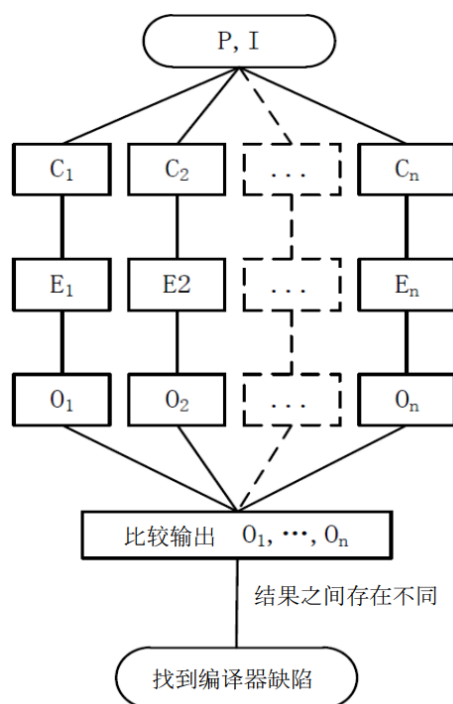 P, I
C₁ C₂ ... Cₙ
E₁ E2 ... Eₙ
O₁ O₂ ... Oₙ
比较输出 O₁, ⋯, Oₙ
结果之间存在不同
找到编译器缺陷